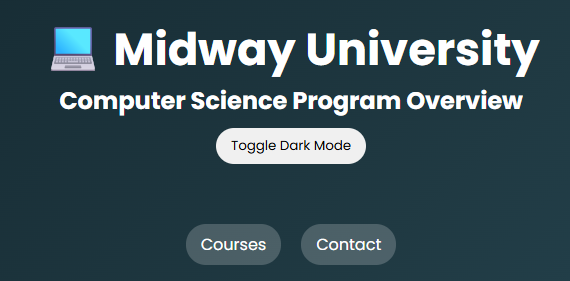 Midway University
Computer Science Program Overview
Toggle Dark Mode
Courses Contact